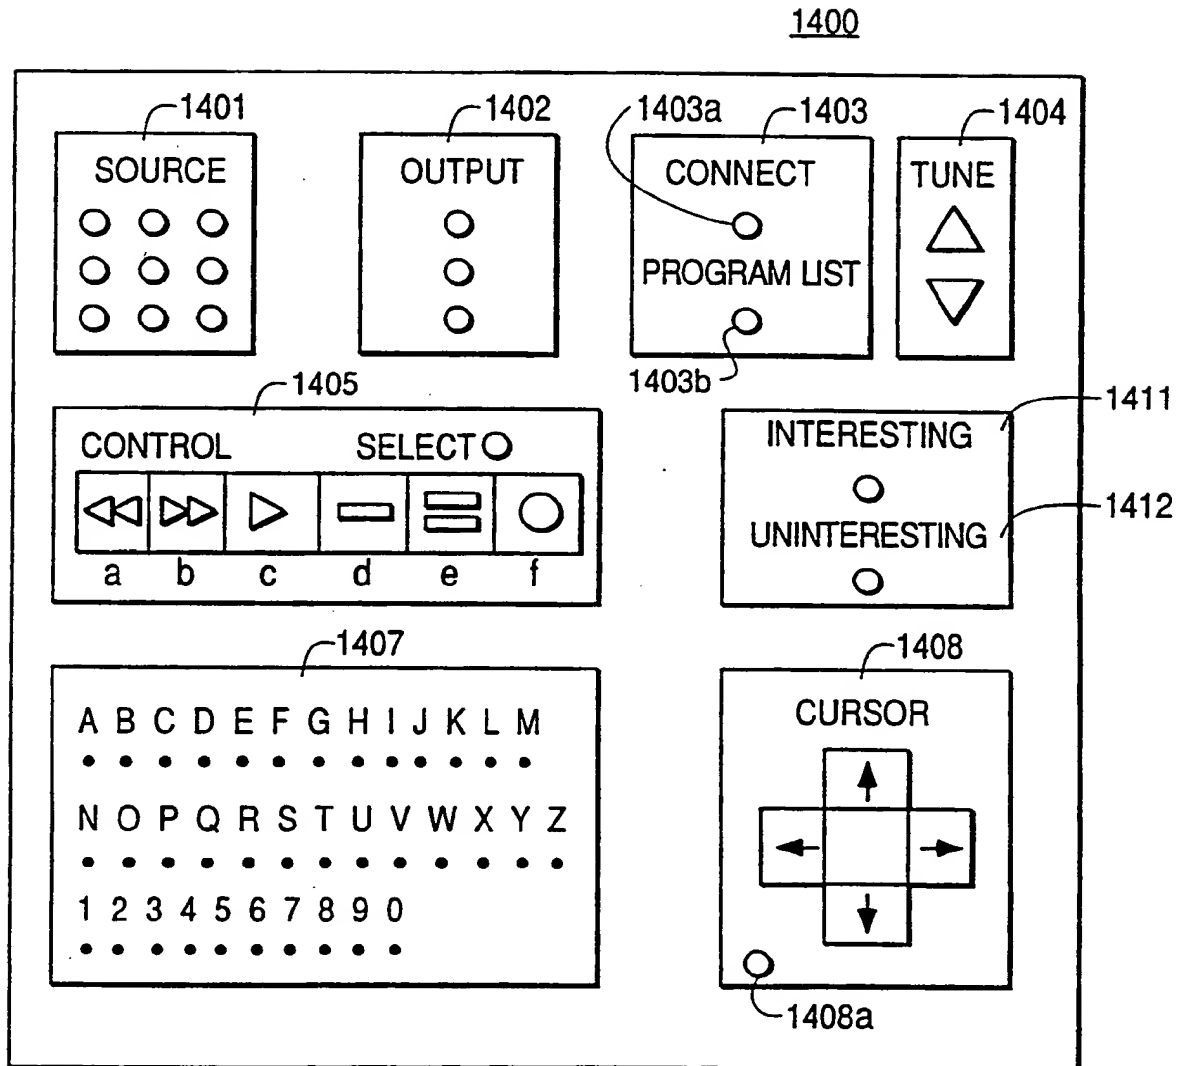 1400
1401
1402
1403a
1403
1404
SOURCE
OUTPUT
CONNECT
TUNE
PROGRAM LIST
1403b
1405
1411
CONTROL SELECT
INTERESTING
1412
UNINTERESTING
a b c d e f
1407
1408
A B C D E F G H I J K L M
CURSOR
N O P Q R S T U V W X Y Z
1 2 3 4 5 6 7 8 9 0
1408a